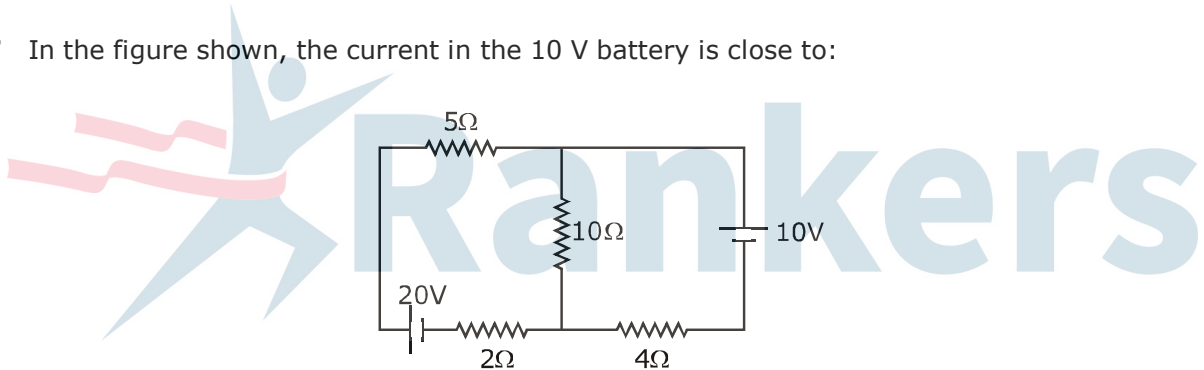 In the figure shown, the current in the 10 V battery is close to:
Rankers
5Ω
10Ω
10V
20V
2Ω
4Ω